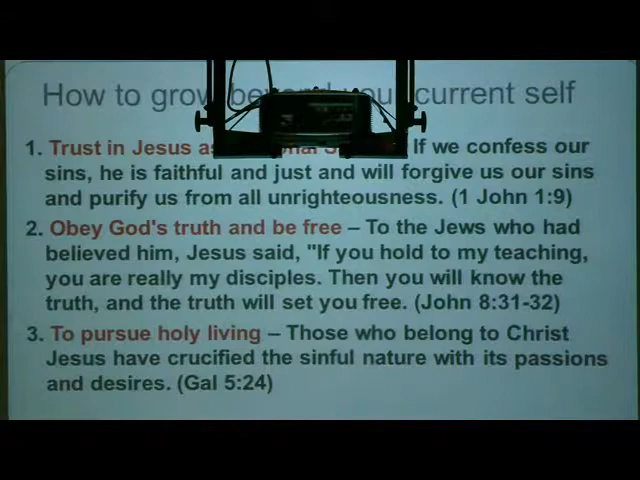 How to grow beyond your current self
1. Trust in Jesus as If we confess our
sins, he is faithful and just and will forgive us our sins
and purify us from all unrighteousness. (1 John 1:9)
2. Obey God's truth and be free – To the Jews who had
believed him, Jesus said, "If you hold to my teaching,
you are really my disciples. Then you will know the
truth, and the truth will set you free. (John 8:31-32)
3. To pursue holy living – Those who belong to Christ
Jesus have crucified the sinful nature with its passions
and desires. (Gal 5:24)